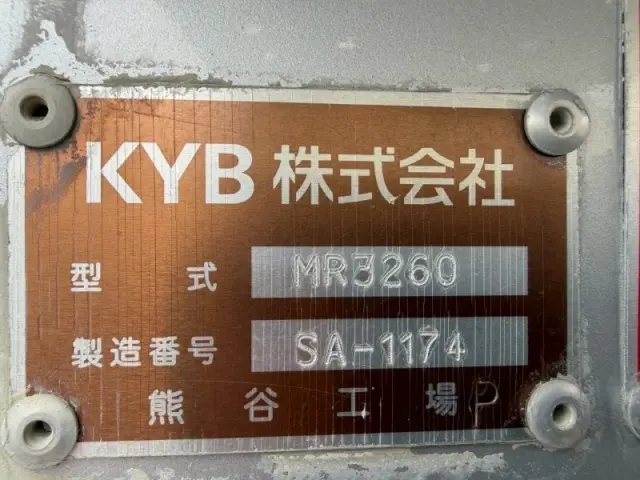 KYB 株式会社
型式 MR3260
製造番号 SA-1174
熊谷工場 P